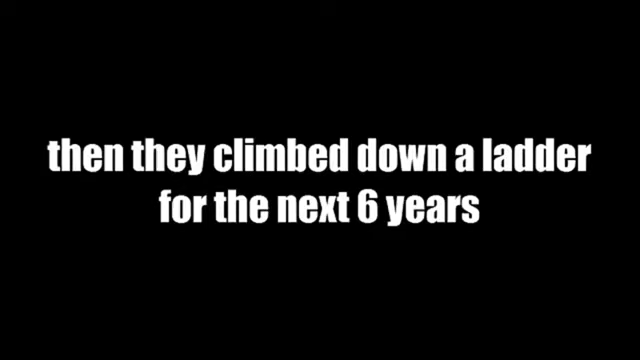 then they climbed down a ladder
for the next 6 years